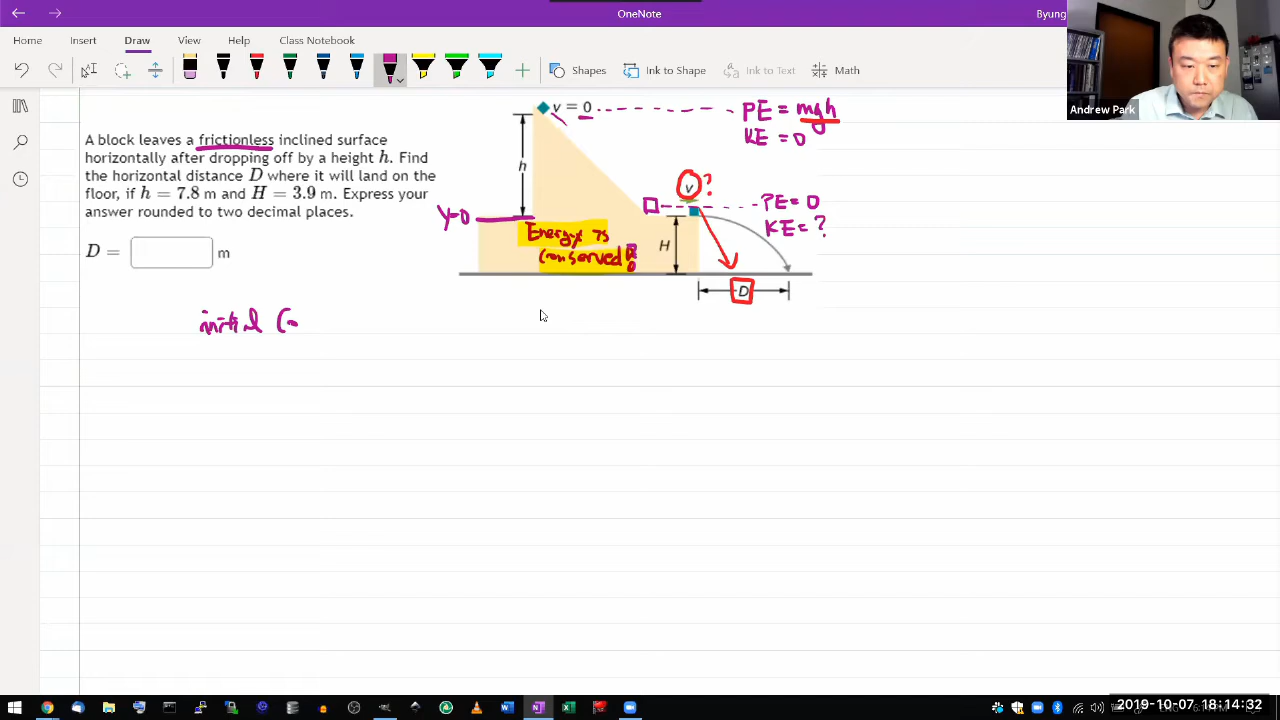 OneNote
Byung
Home Insert Draw View Help Class Notebook
Shapes Ink to Shape Ink to Text Math
Andrew Park
A block leaves a frictionless inclined surface
horizontally after dropping off by a height h. Find
the horizontal distance D where it will land on the
floor, if h = 7.8 m and H = 3.9 m. Express your
answer rounded to two decimal places.
D = m
v = 0
PE = mgh
KE = 0
h
v ?
PE = 0
KE = ?
y=0
Energy is
conserved
H
D
initial
2019-10-07 18:14:32